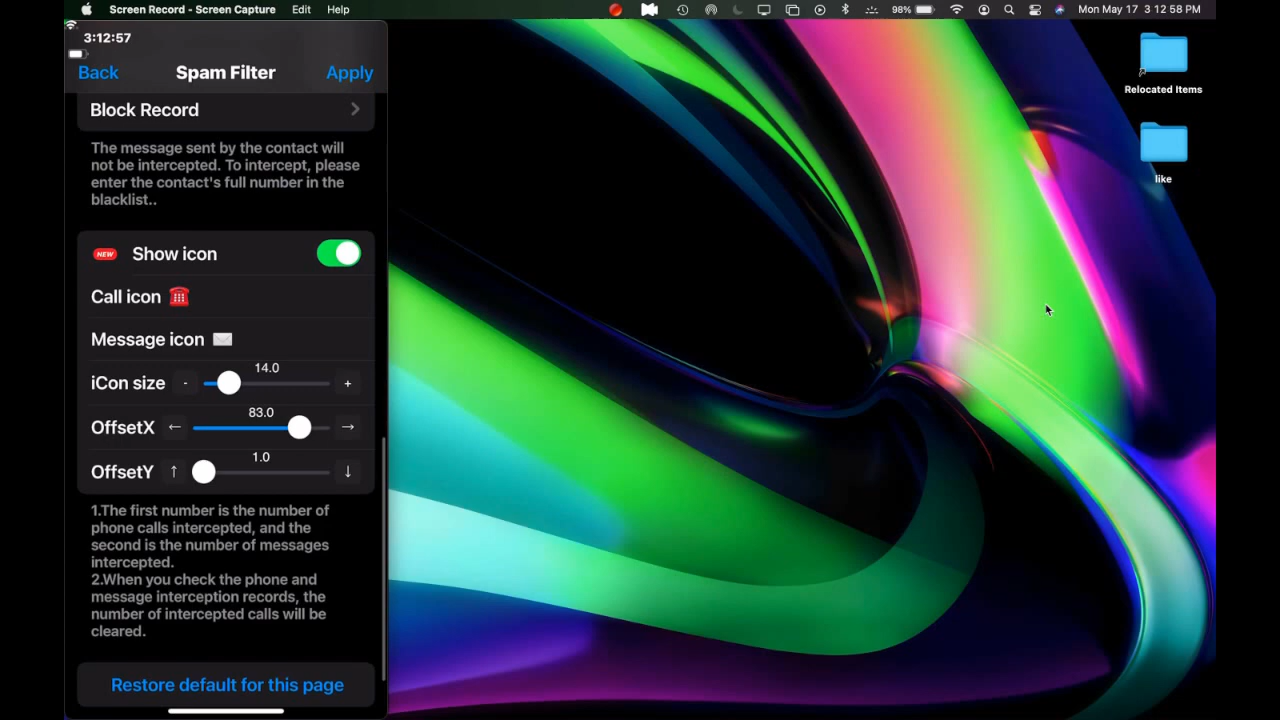 Screen Record - Screen Capture Edit Help 98% Mon May 17 3 12 58 PM
3:12:57
Back Spam Filter Apply
Block Record
The message sent by the contact will
not be intercepted. To intercept, please
enter the contact's full number in the
blacklist..
NEW Show icon
Call icon ☎️
Message icon ✉️
14.0
iCon size - +
83.0
OffsetX ← →
1.0
OffsetY ↑ ↓
1.The first number is the number of
phone calls intercepted, and the
second is the number of messages
intercepted.
2.When you check the phone and
message interception records, the
number of intercepted calls will be
cleared.
Restore default for this page
Relocated Items
like